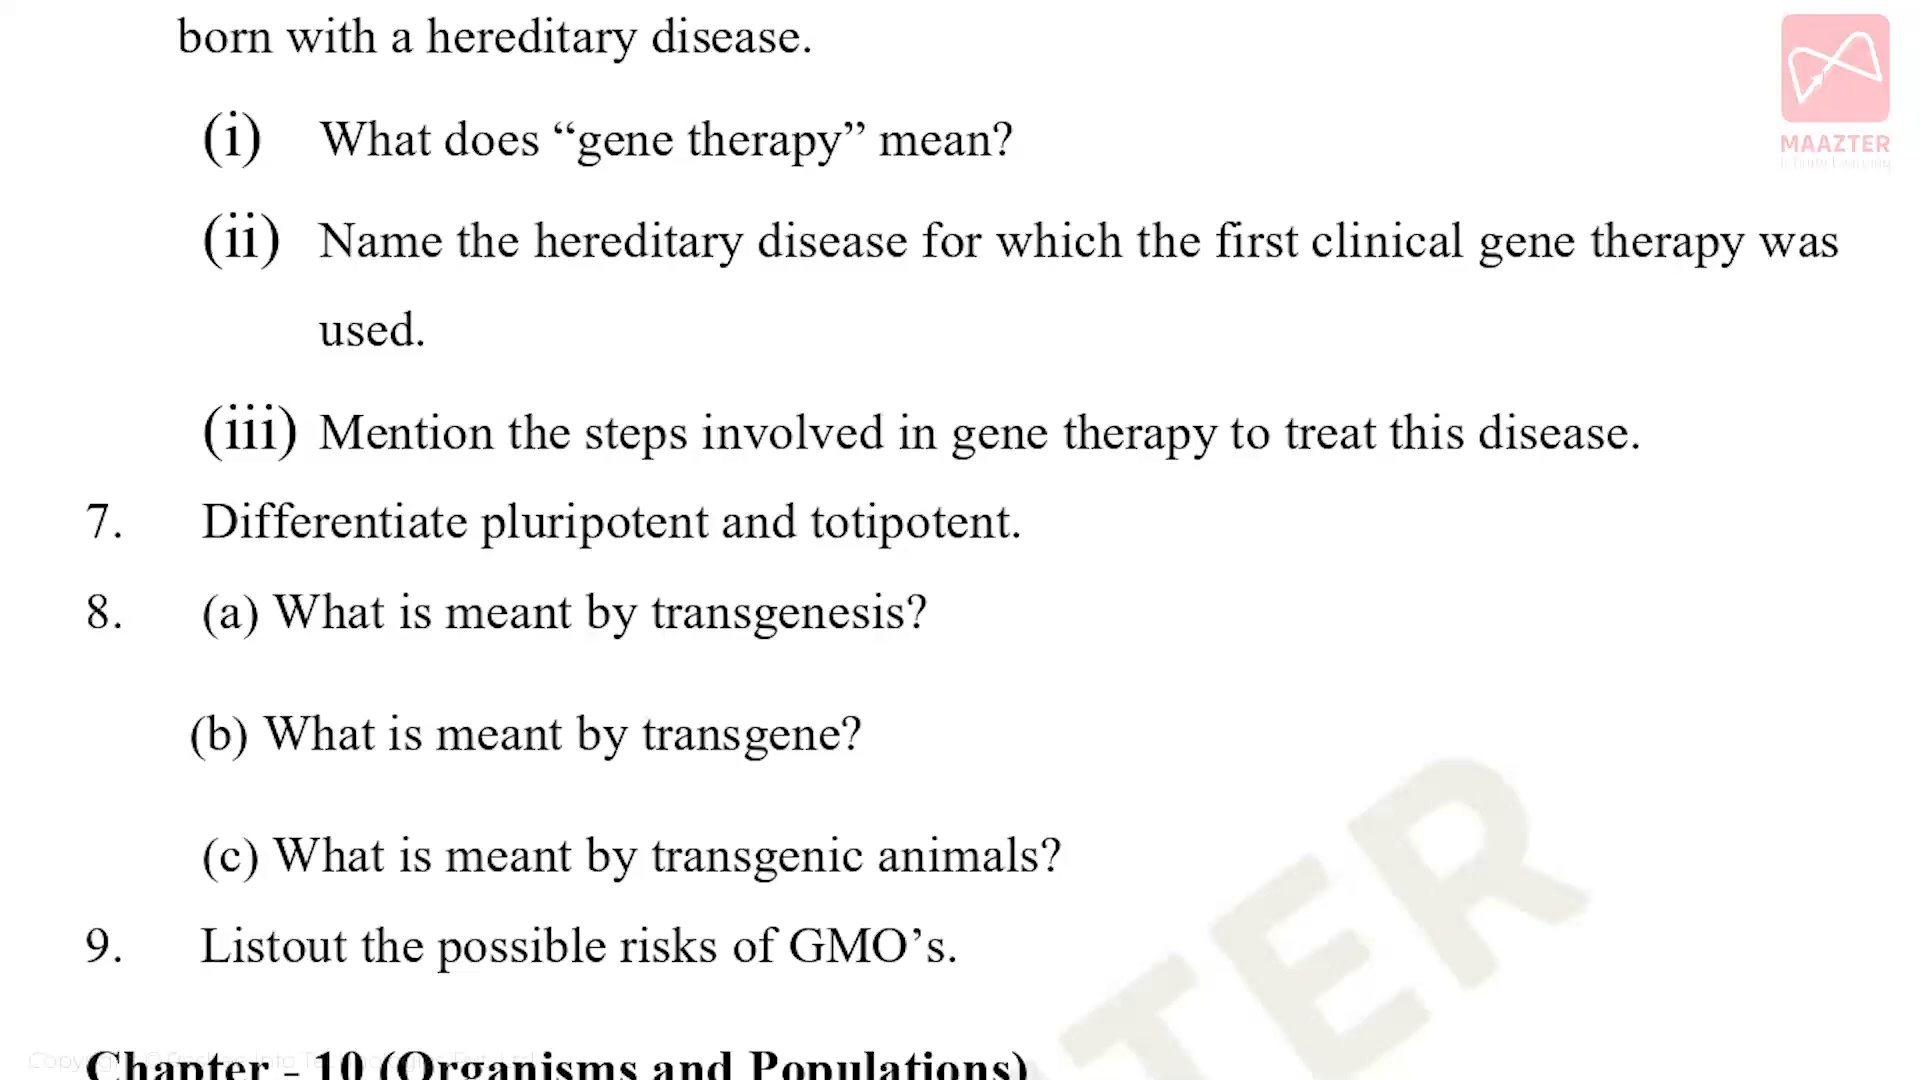 born with a hereditary disease.
MAAZTER
(i) What does “gene therapy” mean?
(ii) Name the hereditary disease for which the first clinical gene therapy was
used.
(iii) Mention the steps involved in gene therapy to treat this disease.
7. Differentiate pluripotent and totipotent.
8. (a) What is meant by transgenesis?
(b) What is meant by transgene?
(c) What is meant by transgenic animals?
9. Listout the possible risks of GMO’s.
TER
Chapter - 10 (Organisms and Populations)